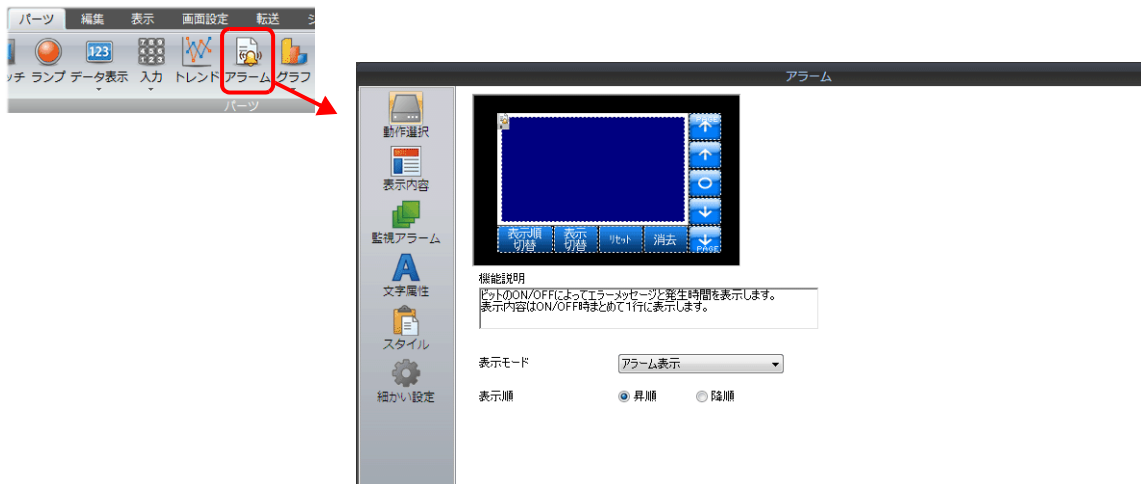 パーツ 編集 表示 画面設定 転送
123
ッチ ランプ データ表示 入力 トレンド アラーム グラフ
パーツ
アラーム
動作選択
表示内容
監視アラーム
文字属性
スタイル
細かい設定
PAGE
表示順
切替
表示
切替
リセット
消去
PAGE
機能説明
ビットのON/OFFによってエラーメッセージと発生時間を表示します。
表示内容はON/OFF時まとめて1行に表示します。
表示モード アラーム表示
表示順 昇順 降順